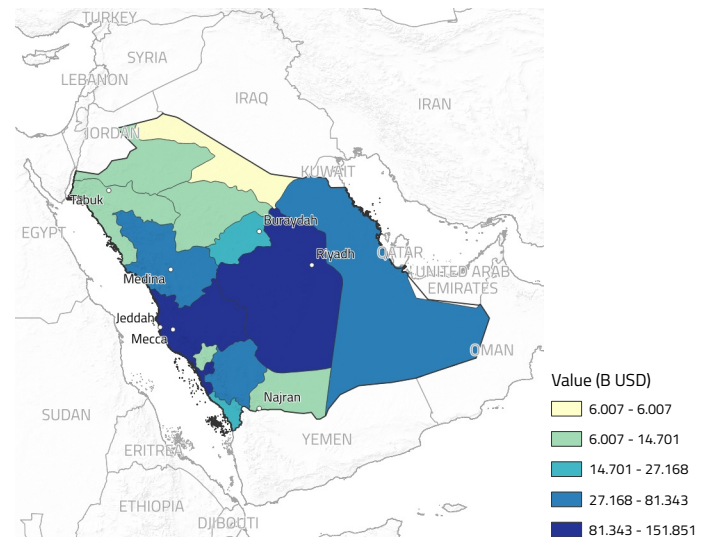 TURKEY
SYRIA
LEBANON
IRAQ
IRAN
JORDAN
KUWAIT
Tabuk
Buraydah
EGYPT
Riyadh
QATAR
UNITED ARAB
EMIRATES
Medina
Jeddah
Mecca
OMAN
Najran
SUDAN
YEMEN
ERITREA
ETHIOPIA
DJIBOUTI
Value (B USD)
6.007 - 6.007
6.007 - 14.701
14.701 - 27.168
27.168 - 81.343
81.343 - 151.851